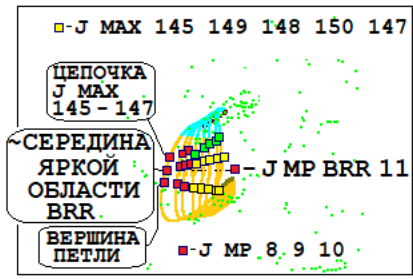 -J MAX 145 149 148 150 147
ЦЕПОЧКА
J MAX
145-147
~СЕРЕДИНА
ЯРКОЙ
ОБЛАСТИ
BRR
-J MP BRR 11
ВЕРШИНА
ПЕТЛИ
-J MP 8 9 10